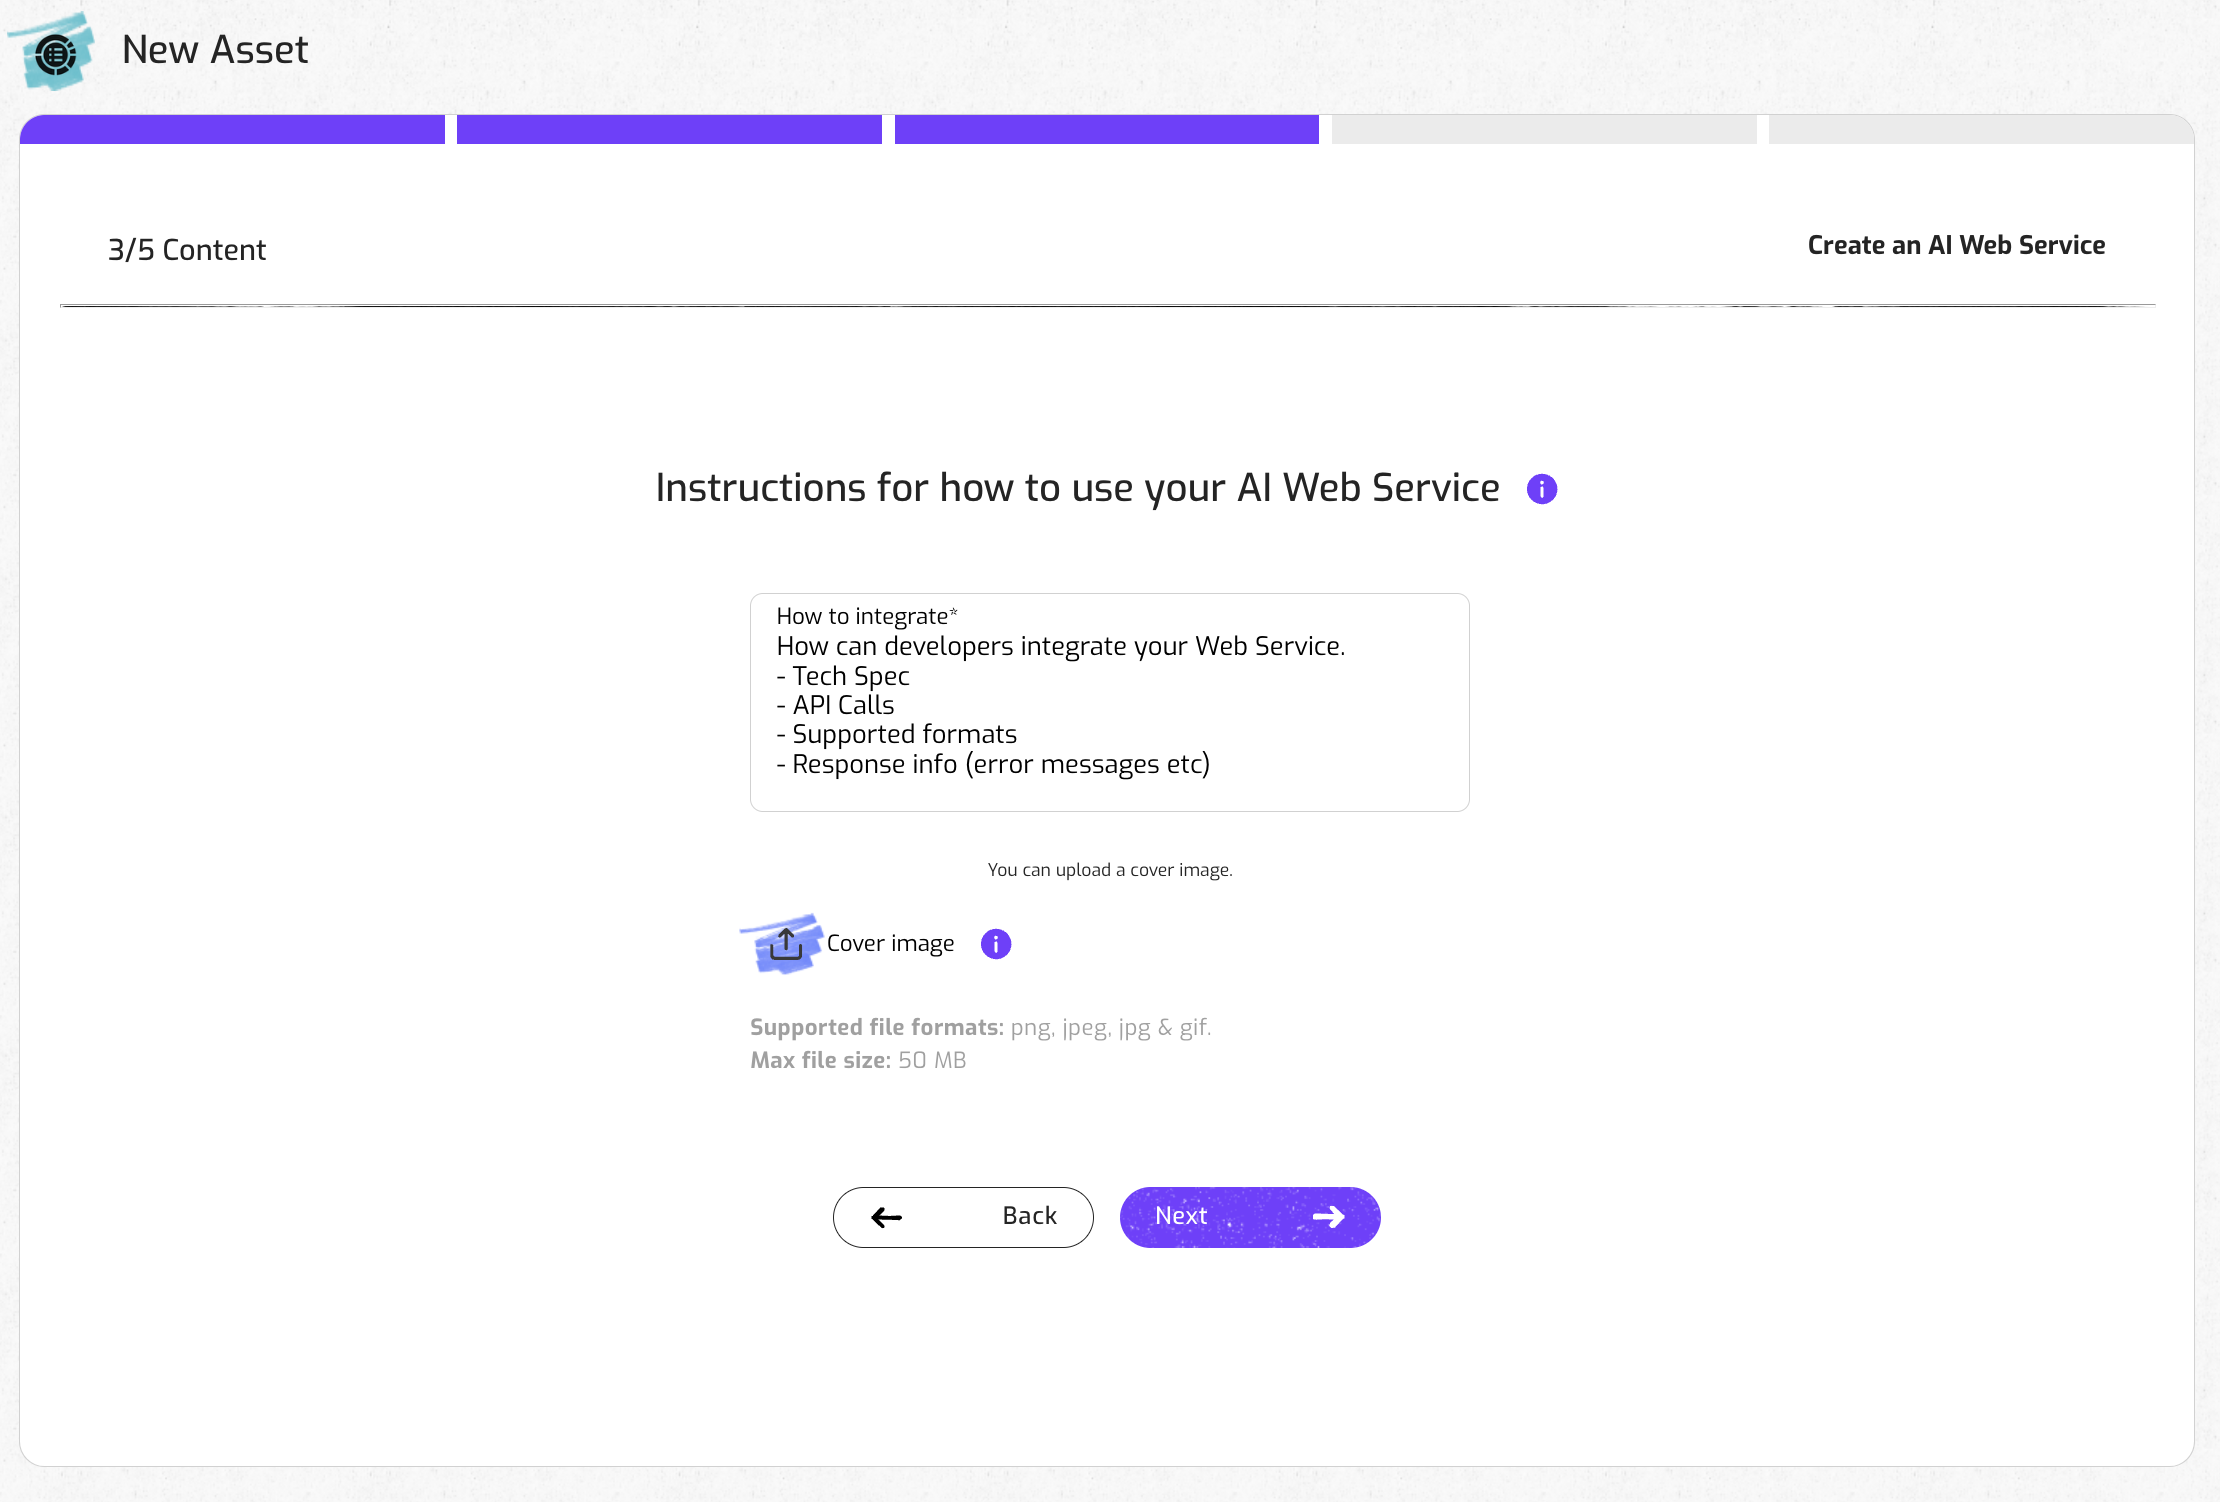 New Asset
3/5 Content
Create an AI Web Service
Instructions for how to use your AI Web Service
How to integrate*
How can developers integrate your Web Service.
- Tech Spec
- API Calls
- Supported formats
- Response info (error messages etc)
You can upload a cover image.
Cover image
Supported file formats: png, jpeg, jpg & gif.
Max file size: 50 MB
Back
Next